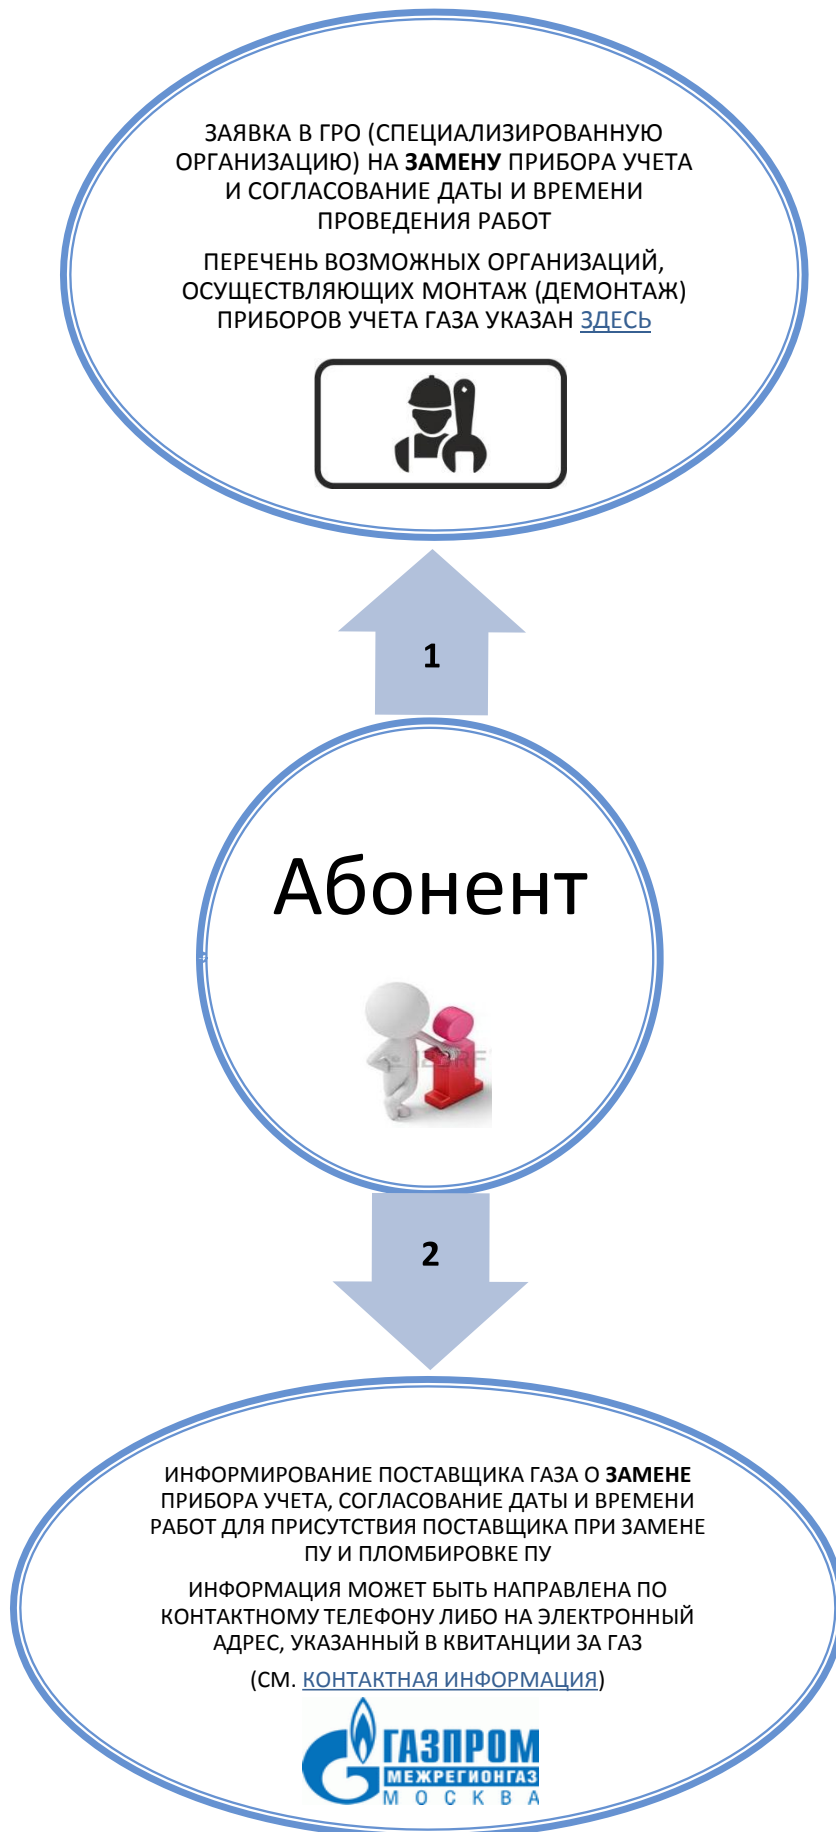 ЗАЯВКА В ГРО (СПЕЦИАЛИЗИРОВАННУЮ
ОРГАНИЗАЦИЮ) НА ЗАМЕНУ ПРИБОРА УЧЕТА
И СОГЛАСОВАНИЕ ДАТЫ И ВРЕМЕНИ
ПРОВЕДЕНИЯ РАБОТ
ПЕРЕЧЕНЬ ВОЗМОЖНЫХ ОРГАНИЗАЦИЙ,
ОСУЩЕСТВЛЯЮЩИХ МОНТАЖ (ДЕМОНТАЖ)
ПРИБОРОВ УЧЕТА ГАЗА УКАЗАН ЗДЕСЬ
1
Абонент
2
ИНФОРМИРОВАНИЕ ПОСТАВЩИКА ГАЗА О ЗАМЕНЕ
ПРИБОРА УЧЕТА, СОГЛАСОВАНИЕ ДАТЫ И ВРЕМЕНИ
РАБОТ ДЛЯ ПРИСУТСТВИЯ ПОСТАВЩИКА ПРИ ЗАМЕНЕ
ПУ И ПЛОМБИРОВКЕ ПУ
ИНФОРМАЦИЯ МОЖЕТ БЫТЬ НАПРАВЛЕНА ПО
КОНТАКТНОМУ ТЕЛЕФОНУ ЛИБО НА ЭЛЕКТРОННЫЙ
АДРЕС, УКАЗАННЫЙ В КВИТАНЦИИ ЗА ГАЗ
(СМ. КОНТАКТНАЯ ИНФОРМАЦИЯ)
ГАЗПРОМ
МЕЖРЕГИОНГАЗ
МОСКВА